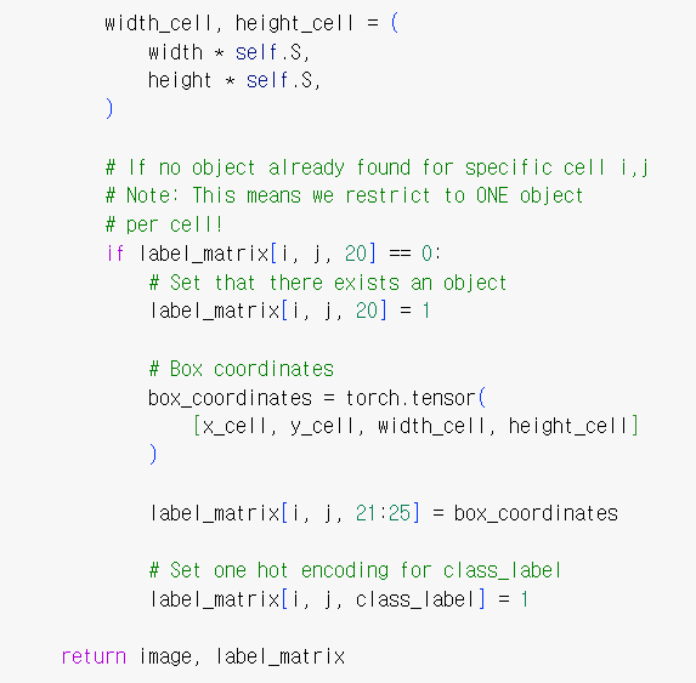 width_cell, height_cell = (
width * self.S,
height * self.S,
)
# If no object already found for specific cell i,j
# Note: This means we restrict to ONE object
# per cell!
if label_matrix[i, j, 20] == 0:
# Set that there exists an object
label_matrix[i, j, 20] = 1
# Box coordinates
box_coordinates = torch.tensor(
[x_cell, y_cell, width_cell, height_cell]
)
label_matrix[i, j, 21:25] = box_coordinates
# Set one hot encoding for class_label
label_matrix[i, j, class_label] = 1
return image, label_matrix